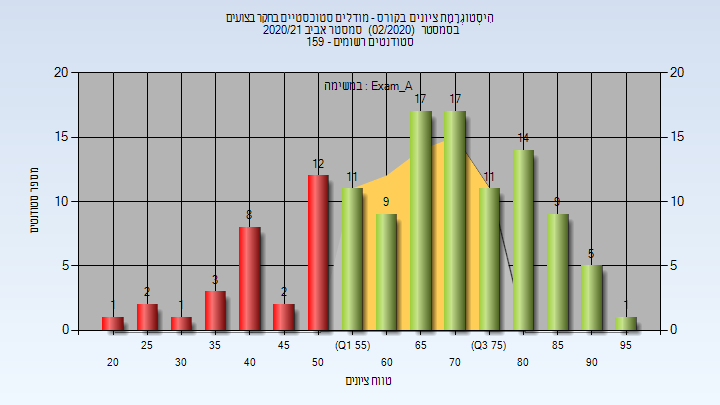 הִיסְטוֹגְרָמַת ציונים בקורס - מודלים סטוכסטיים בחקר בצועים
בסמסטר (02/2020) סמסטר אביב 2020/21
סטודנטים רשומים - 159
במשימה : Exam_A
20 20
15 15
10 10
5 5
0 0
מספר סטודנטים
1 2 1 3 8 2 12 11 9 17 17 11 14 9 5 1
25 35 45 (Q1 55) 65 (Q3 75) 85 95
20 30 40 50 60 70 80 90
טווח ציונים